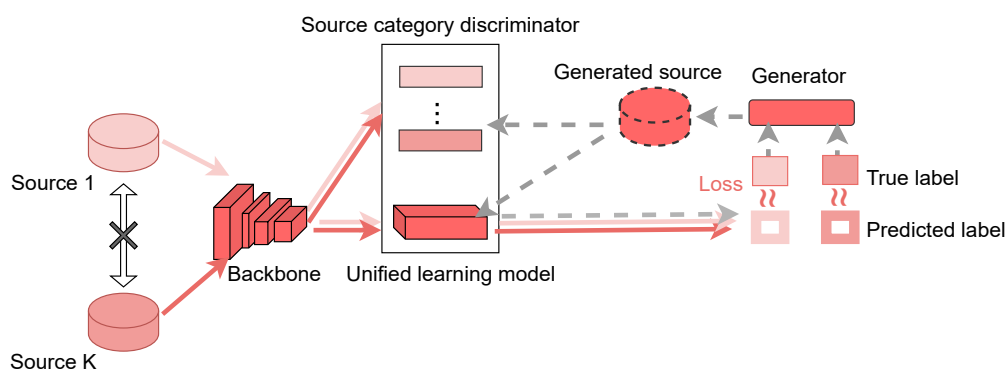 Source category discriminator
Generated source
Generator
Source 1
Loss
True label
Predicted label
Backbone
Unified learning model
Source K